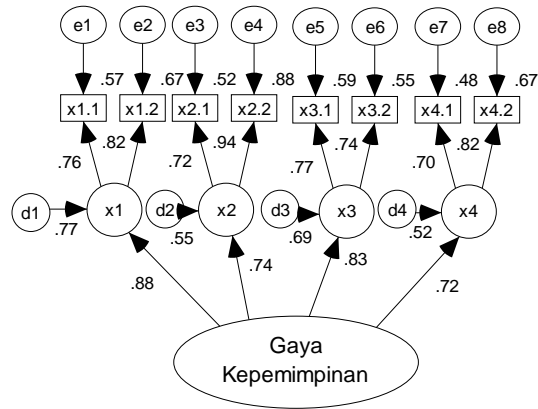 e1 e2 e3 e4 e5 e6 e7 e8
.57 .67 .52 .88 .59 .55 .48 .67
x1.1 x1.2 x2.1 x2.2 x3.1 x3.2 x4.1 x4.2
.76 .82 .72 .94 .77 .74 .70 .82
d1 x1 d2 x2 d3 x3 d4 x4
.77 .55 .69 .52
.88 .74 .83 .72
Gaya
Kepemimpinan